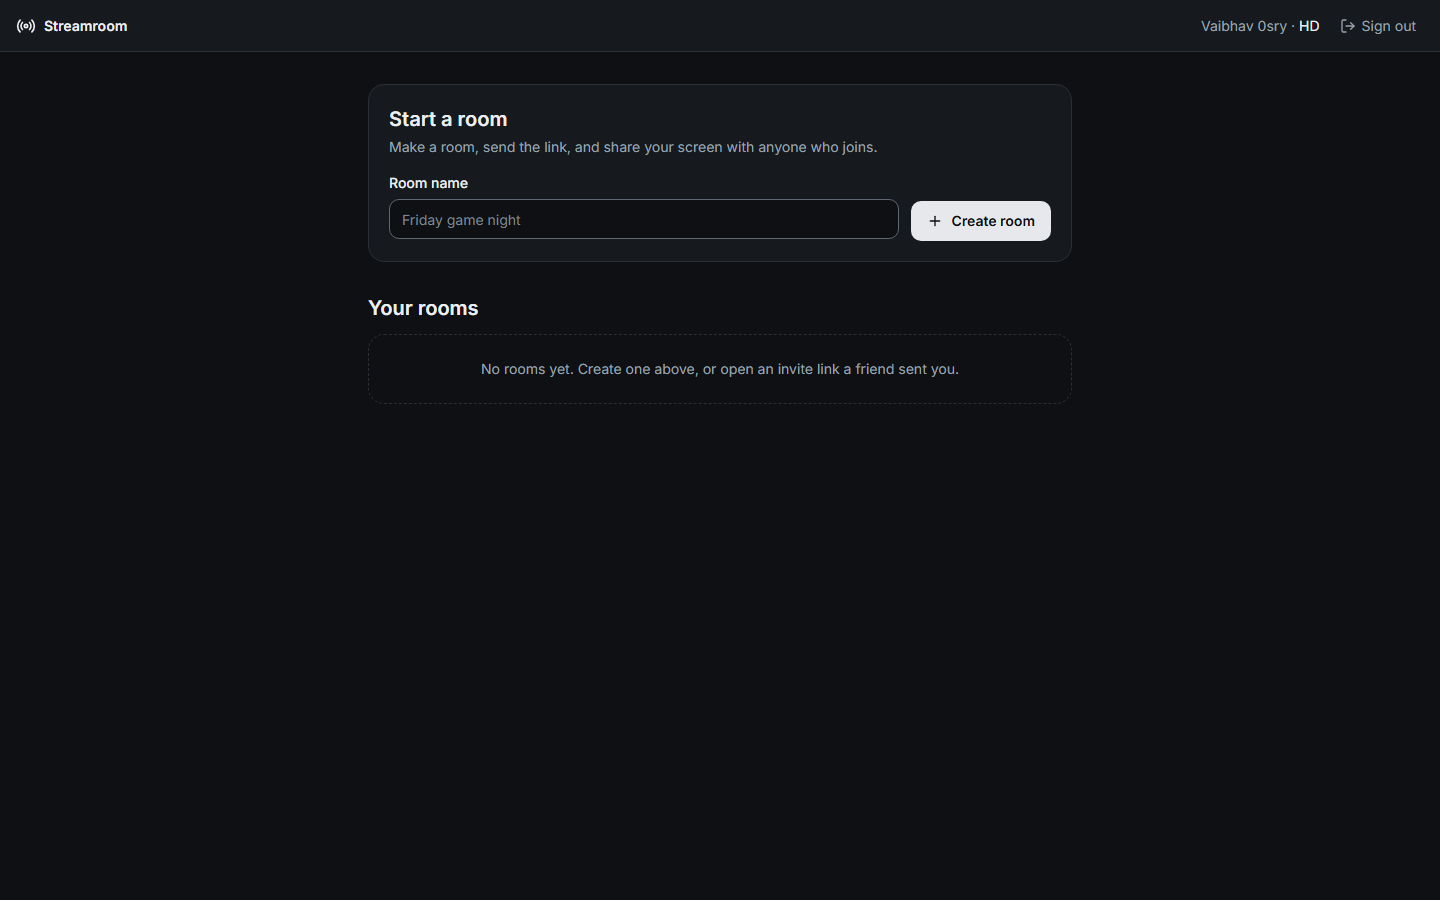 Streamroom
Vaibhav 0sry · HD
Sign out
Start a room
Make a room, send the link, and share your screen with anyone who joins.
Room name
Friday game night
Create room
Your rooms
No rooms yet. Create one above, or open an invite link a friend sent you.